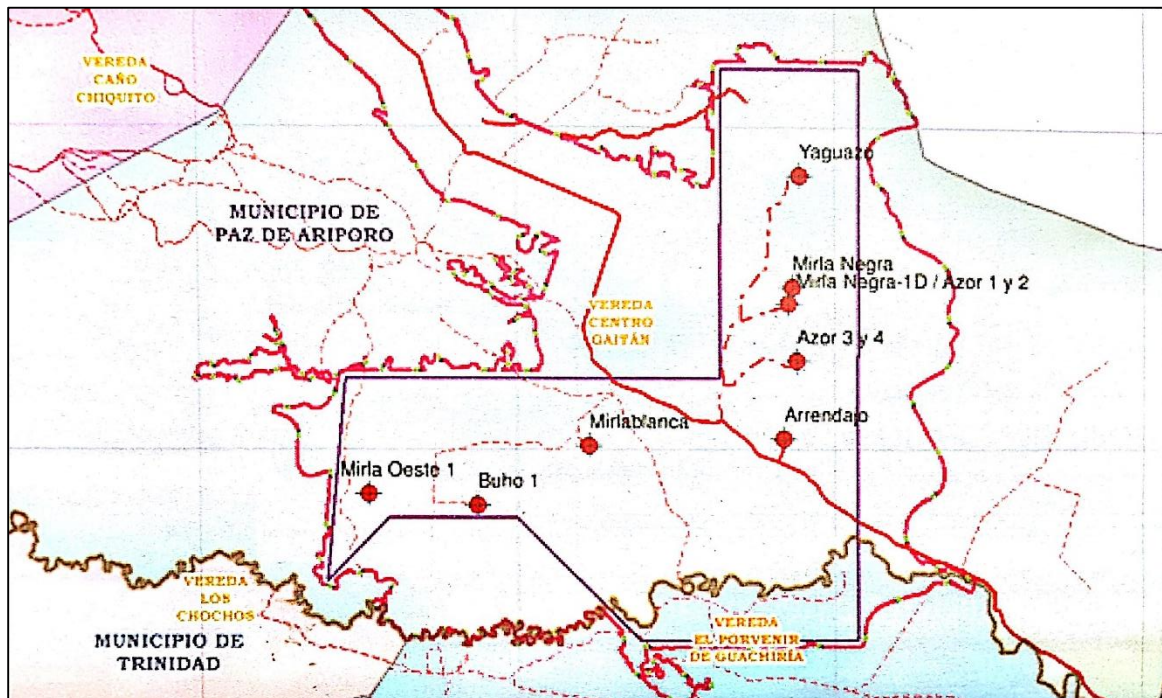 VEREDA
CAÑO
CHIQUITO
Yaguazo
MUNICIPIO DE
PAZ DE ARIPORO
Mirla Negra
Mirla Negra-1D / Azor 1 y 2
VEREDA
CENTRO
GAITÁN
Azor 3 y 4
Mirlablanca
Arrendajo
Mirla Oeste 1
Buho 1
VEREDA
LOS
CHOCHOS
MUNICIPIO DE
TRINIDAD
VEREDA
EL PORVENIR
DE GUACHIRÍA